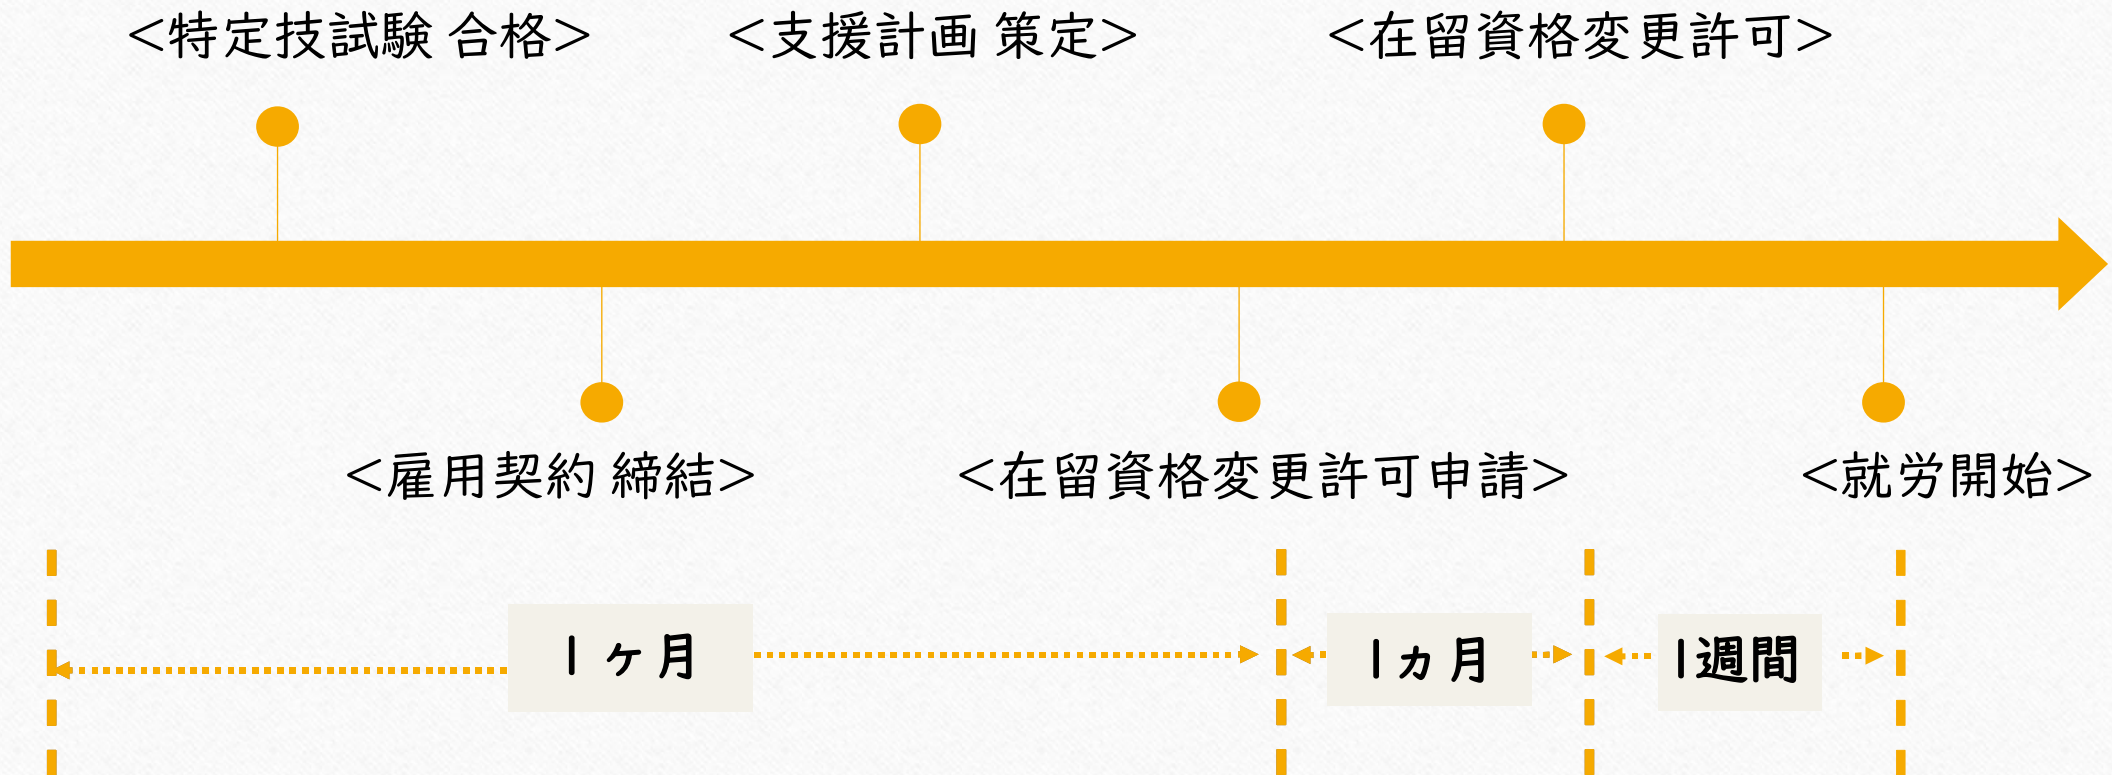 <特定技試験 合格>
<支援計画 策定>
<在留資格変更許可>
<雇用契約 締結>
<在留資格変更許可申請>
<就労開始>
1ヶ月
1ヵ月
1週間